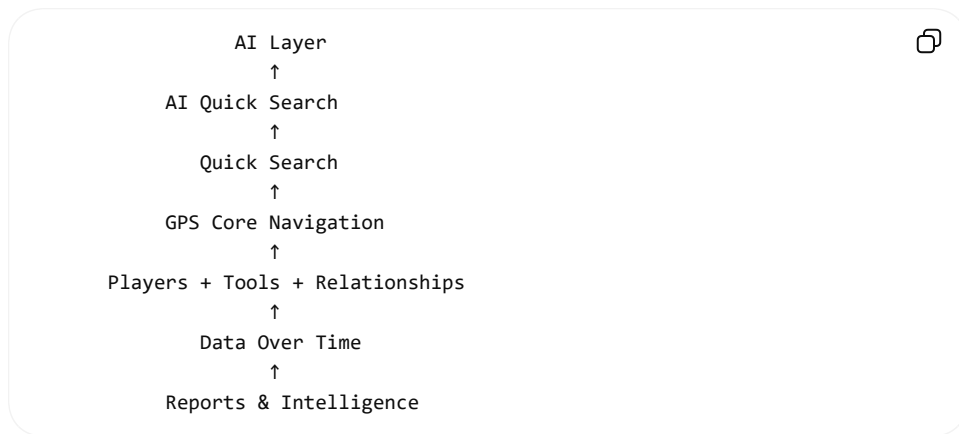 AI Layer
↑
AI Quick Search
↑
Quick Search
↑
GPS Core Navigation
↑
Players + Tools + Relationships
↑
Data Over Time
↑
Reports & Intelligence